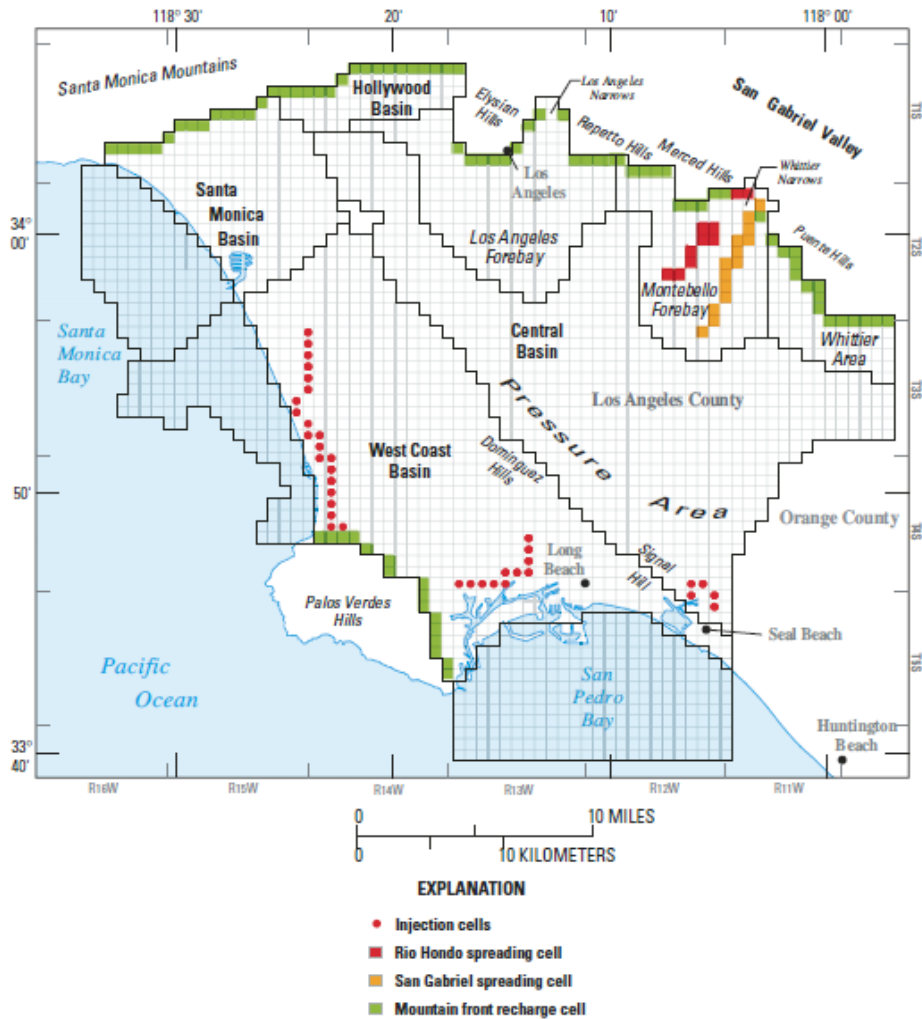 118° 30'
20'
10'
118° 00'
Santa Monica Mountains
Hollywood
Basin
Elysian
Hills
Los Angeles
Narrows
San Gabriel Valley
T1S
Repetto Hills
Merced Hills
Whittier
Narrows
Los
Angeles
Santa
Monica
Basin
34°
00'
Los Angeles
Forebay
Puente Hills
T2S
Montebello
Forebay
Santa
Monica
Bay
Central
Basin
Whittier
Area
Pressure
Area
Los Angeles County
T3S
West Coast
Basin
Dominguez
Hills
50'
Orange County
T4S
Long
Beach
Signal
Hill
Palos Verdes
Hills
Seal Beach
Pacific
Ocean
San
Pedro
Bay
T5S
Huntington
Beach
33°
40'
R16W
R15W
R14W
R13W
R12W
R11W
0
10 MILES
0
10 KILOMETERS
EXPLANATION
Injection cells
Rio Hondo spreading cell
San Gabriel spreading cell
Mountain front recharge cell